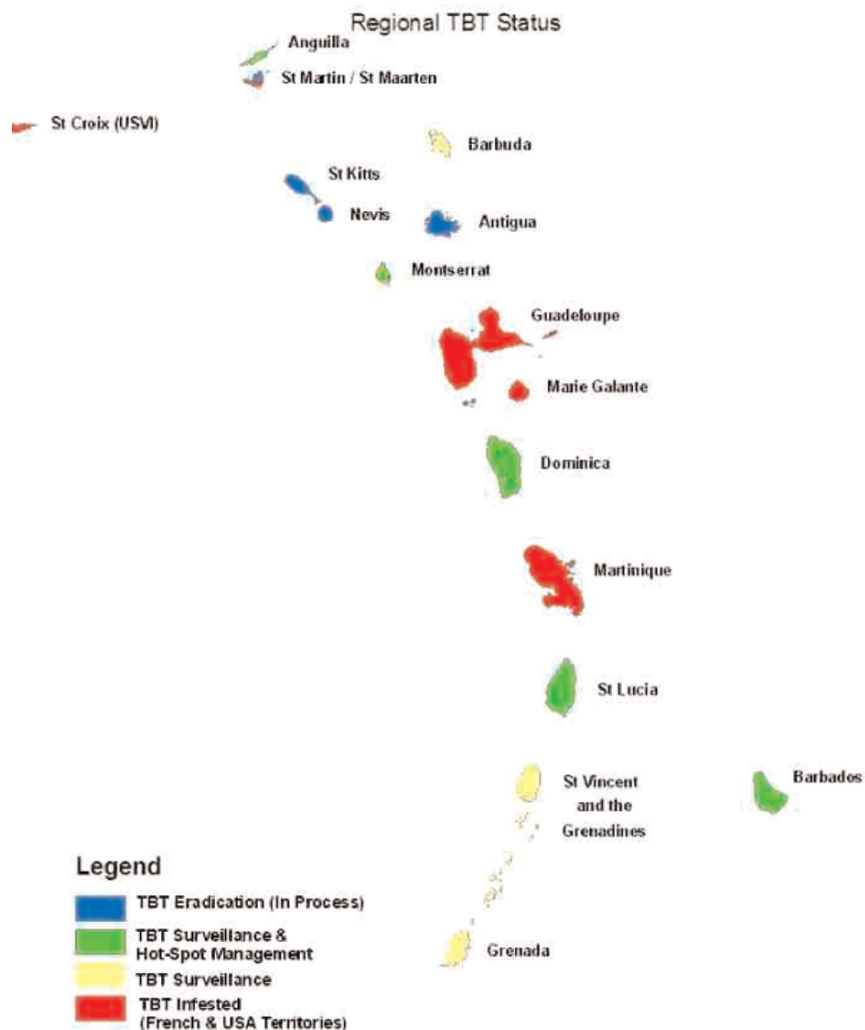 Regional TBT Status
Anguilla
St Martin / St Maarten
St Croix (USVI)
Barbuda
St Kitts
Nevis
Antigua
Montserrat
Guadeloupe
Marie Galante
Dominica
Martinique
St Lucia
St Vincent
and the
Grenadines
Barbados
Grenada
Legend
TBT Eradication (In Process)
TBT Surveillance &
Hot-Spot Management
TBT Surveillance
TBT Infested
(French & USA Territories)